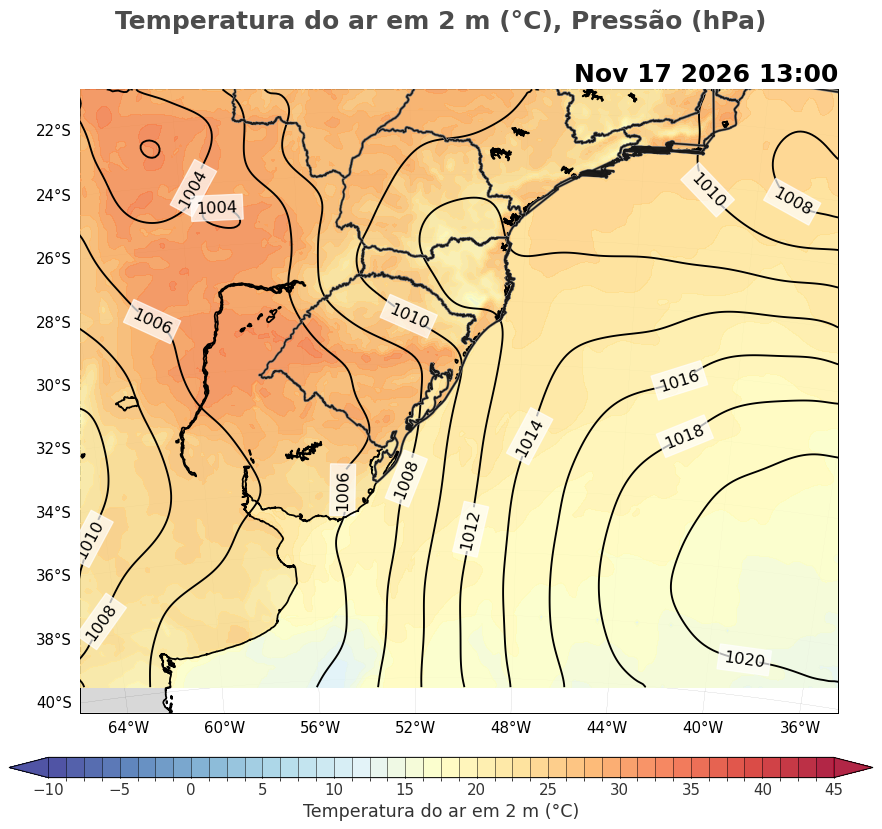 Temperatura do ar em 2 m (°C), Pressão (hPa)
Nov 17 2026 13:00
22°S
24°S
26°S
28°S
30°S
32°S
34°S
36°S
38°S
40°S
1004
1004
1006
1010
1008
1010
1016
1018
1014
1006
1008
1012
1010
1008
1020
64°W
60°W
56°W
52°W
48°W
44°W
40°W
36°W
−10
−5
0
5
10
15
20
25
30
35
40
45
Temperatura do ar em 2 m (°C)